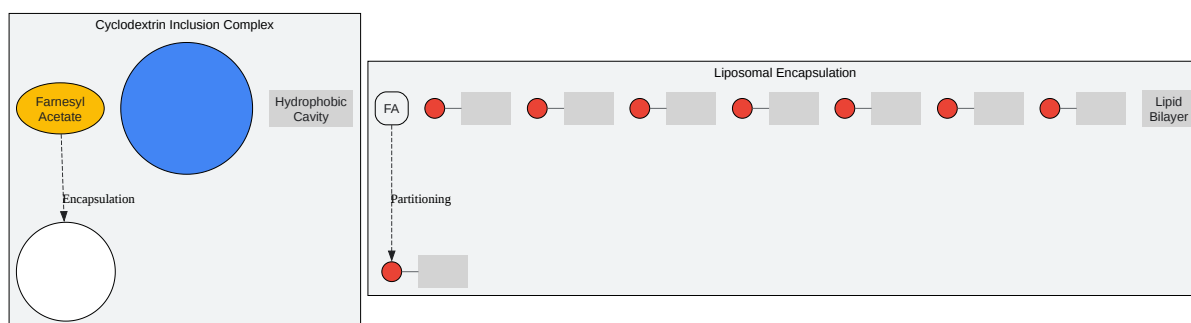 Cyclodextrin Inclusion Complex
Farnesyl
Acetate
Hydrophobic
Cavity
Encapsulation
Liposomal Encapsulation
FA
Lipid
Bilayer
Partitioning